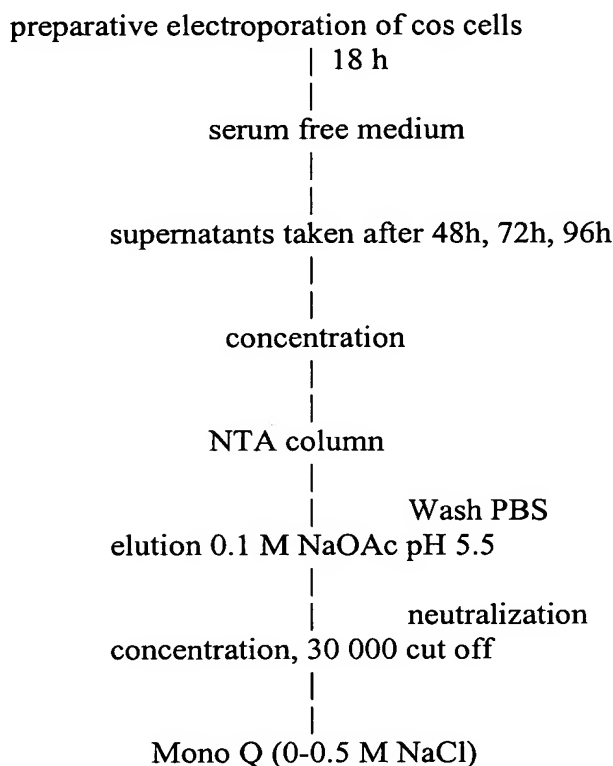 preparative electroporation of cos cells
18 h
serum free medium
supernatants taken after 48h, 72h, 96h
concentration
NTA column
Wash PBS
elution 0.1 M NaOAc pH 5.5
neutralization
concentration, 30 000 cut off
Mono Q (0-0.5 M NaCl)